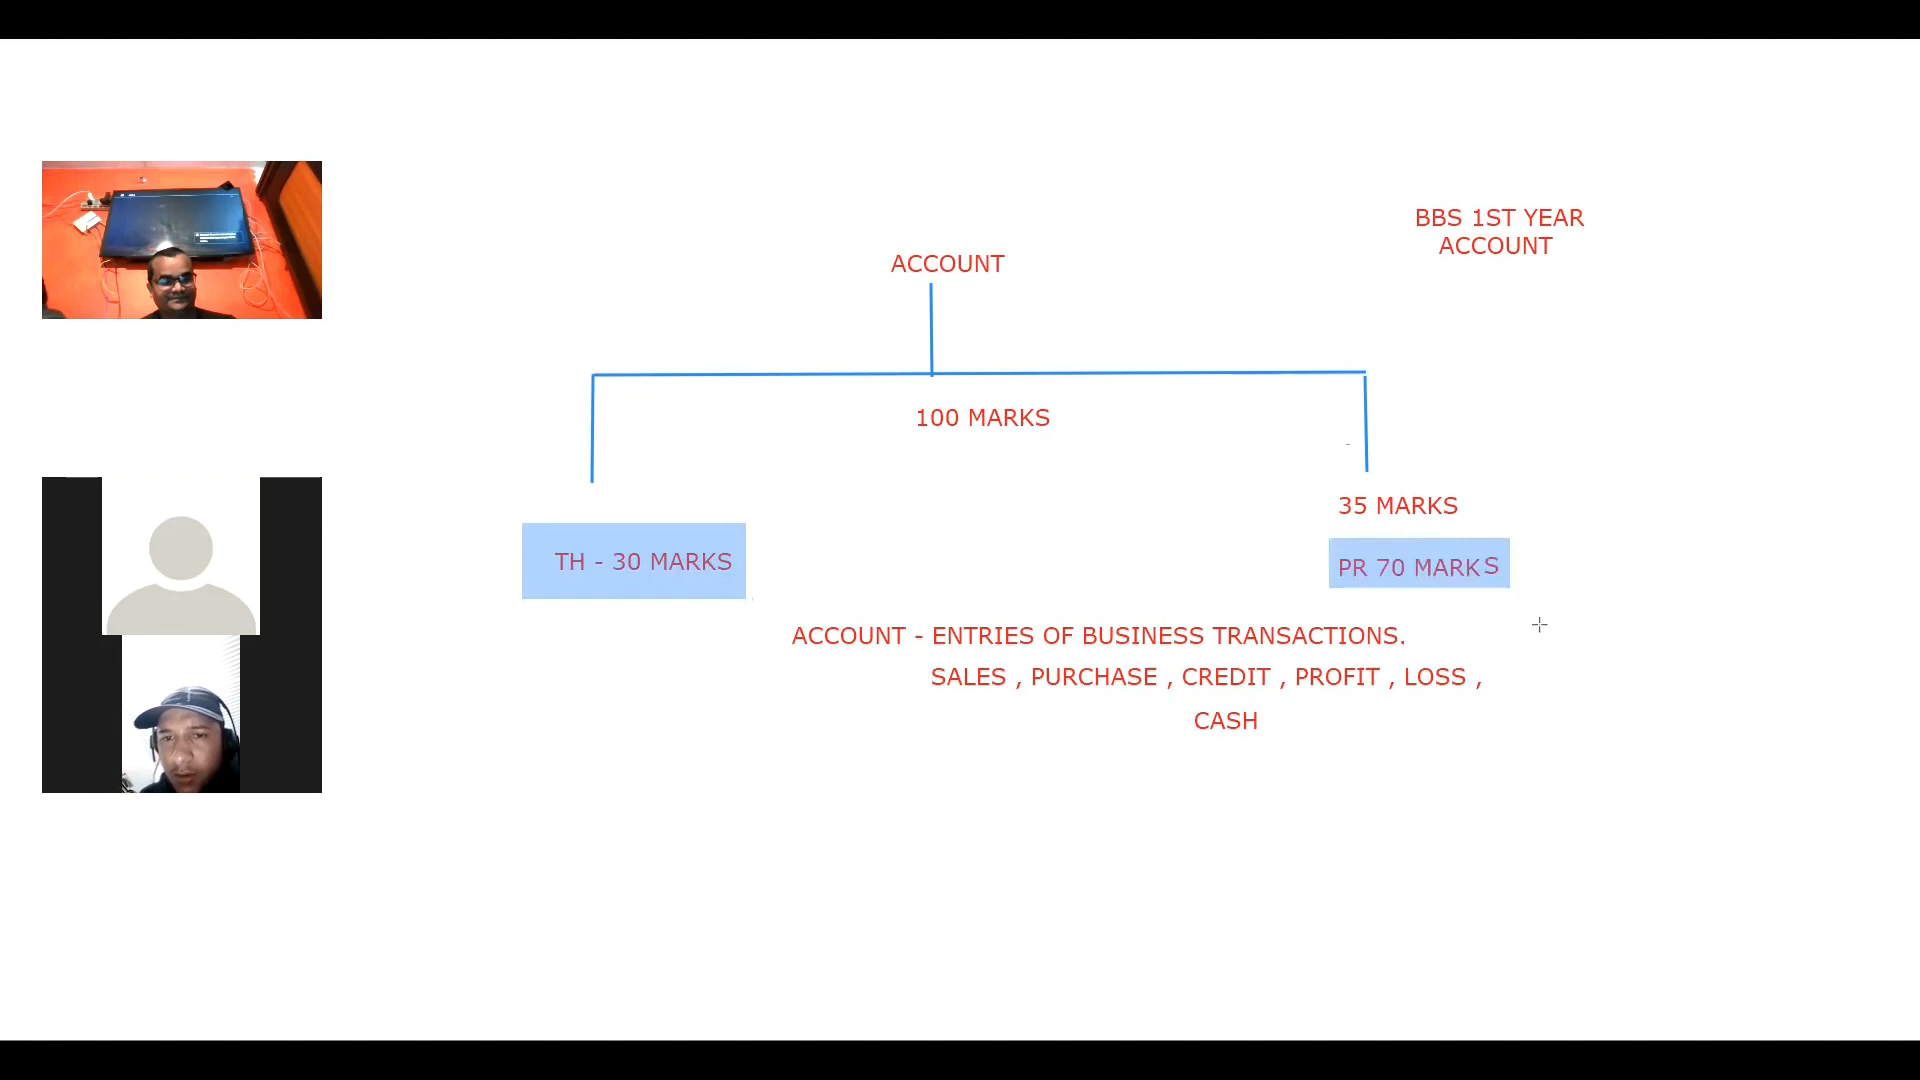 BBS 1ST YEAR
ACCOUNT
ACCOUNT
100 MARKS
35 MARKS
TH - 30 MARKS
PR 70 MARKS
ACCOUNT - ENTRIES OF BUSINESS TRANSACTIONS.
SALES , PURCHASE , CREDIT , PROFIT , LOSS ,
CASH